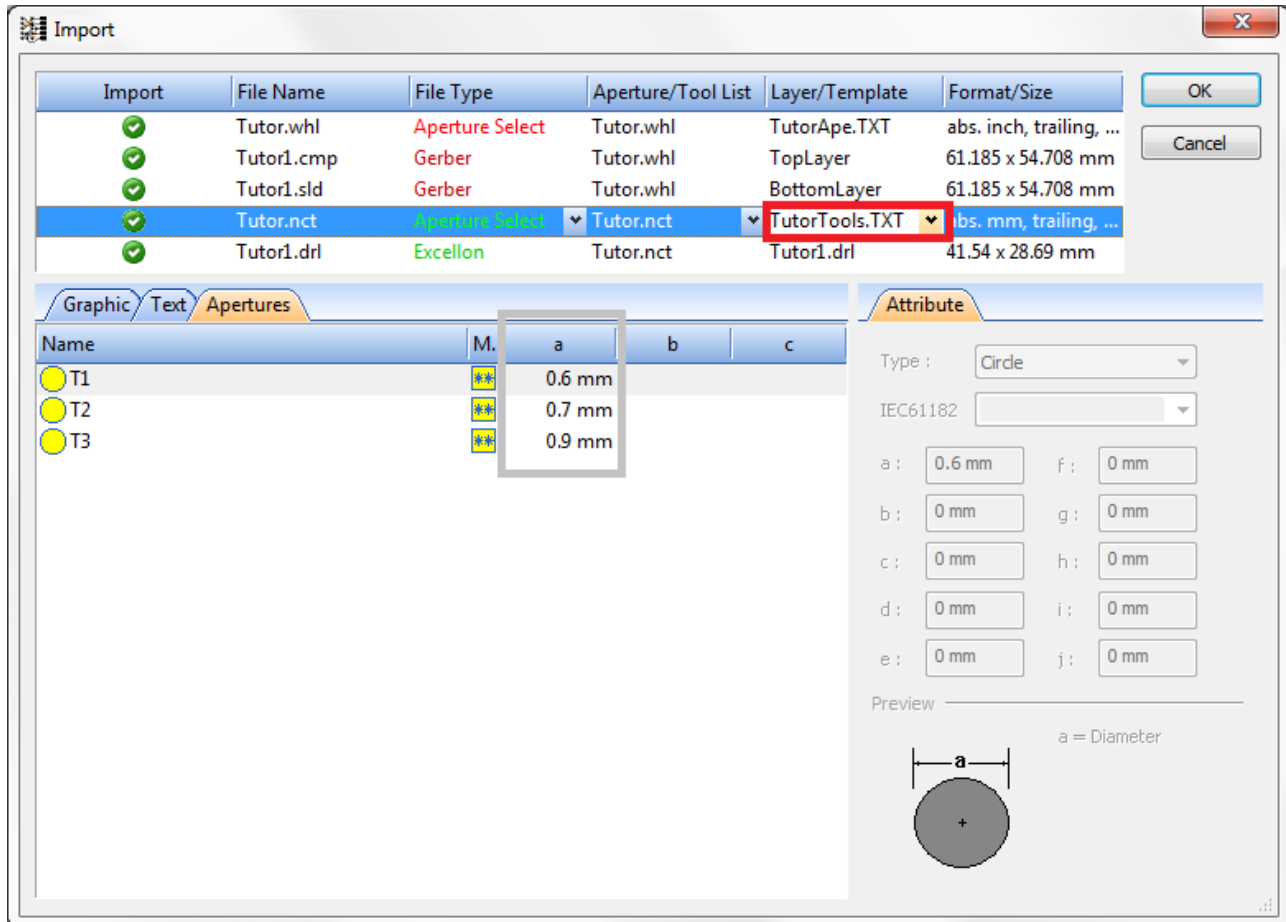 Import
Import File Name File Type Aperture/Tool List Layer/Template Format/Size OK
Tutor.whl Aperture Select Tutor.whl TutorApe.TXT abs. inch, trailing, ...
Cancel
Tutor1.cmp Gerber Tutor.whl TopLayer 61.185 x 54.708 mm
Tutor1.sld Gerber Tutor.whl BottomLayer 61.185 x 54.708 mm
Tutor.nct Aperture Select Tutor.nct TutorTools.TXT abs. mm, trailing, ...
Tutor1.drl Excellon Tutor.nct Tutor1.drl 41.54 x 28.69 mm
Graphic Text Apertures
Name M. a b c
T1 ** 0.6 mm
T2 ** 0.7 mm
T3 ** 0.9 mm
Attribute
Type : Circle
IEC61182
a : 0.6 mm f : 0 mm
b : 0 mm g : 0 mm
c : 0 mm h : 0 mm
d : 0 mm i : 0 mm
e : 0 mm j : 0 mm
Preview
a = Diameter
a